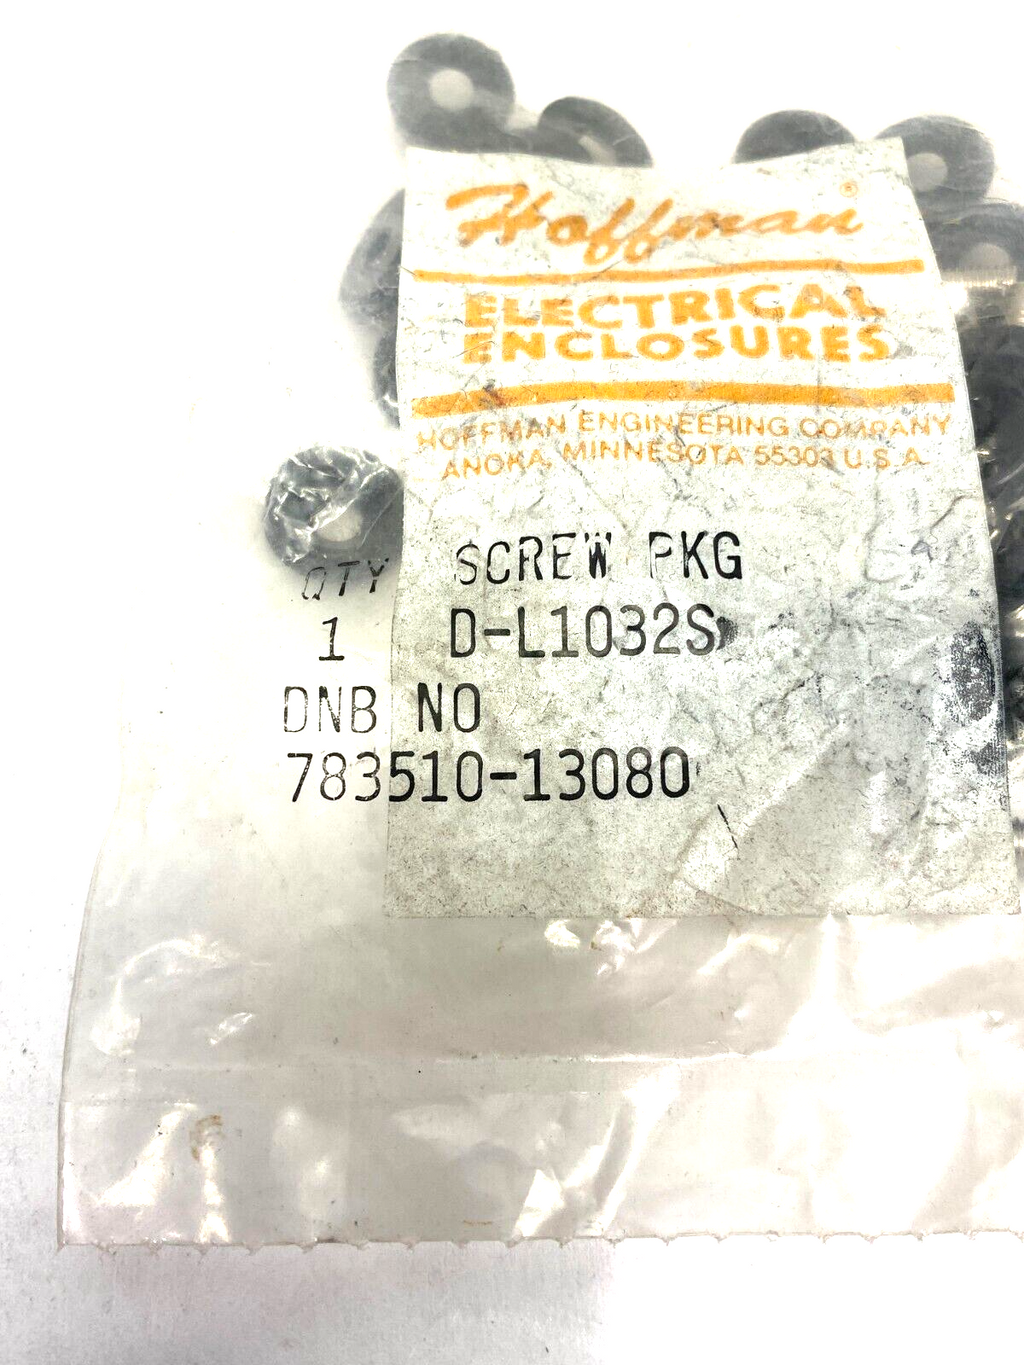 Hoffman®
ELECTRICAL
ENCLOSURES
HOFFMAN ENGINEERING COMPANY
ANOKA, MINNESOTA 55303 U.S.A.
QTY SCREW PKG
1 D-L1032S
DNB NO
783510-13080